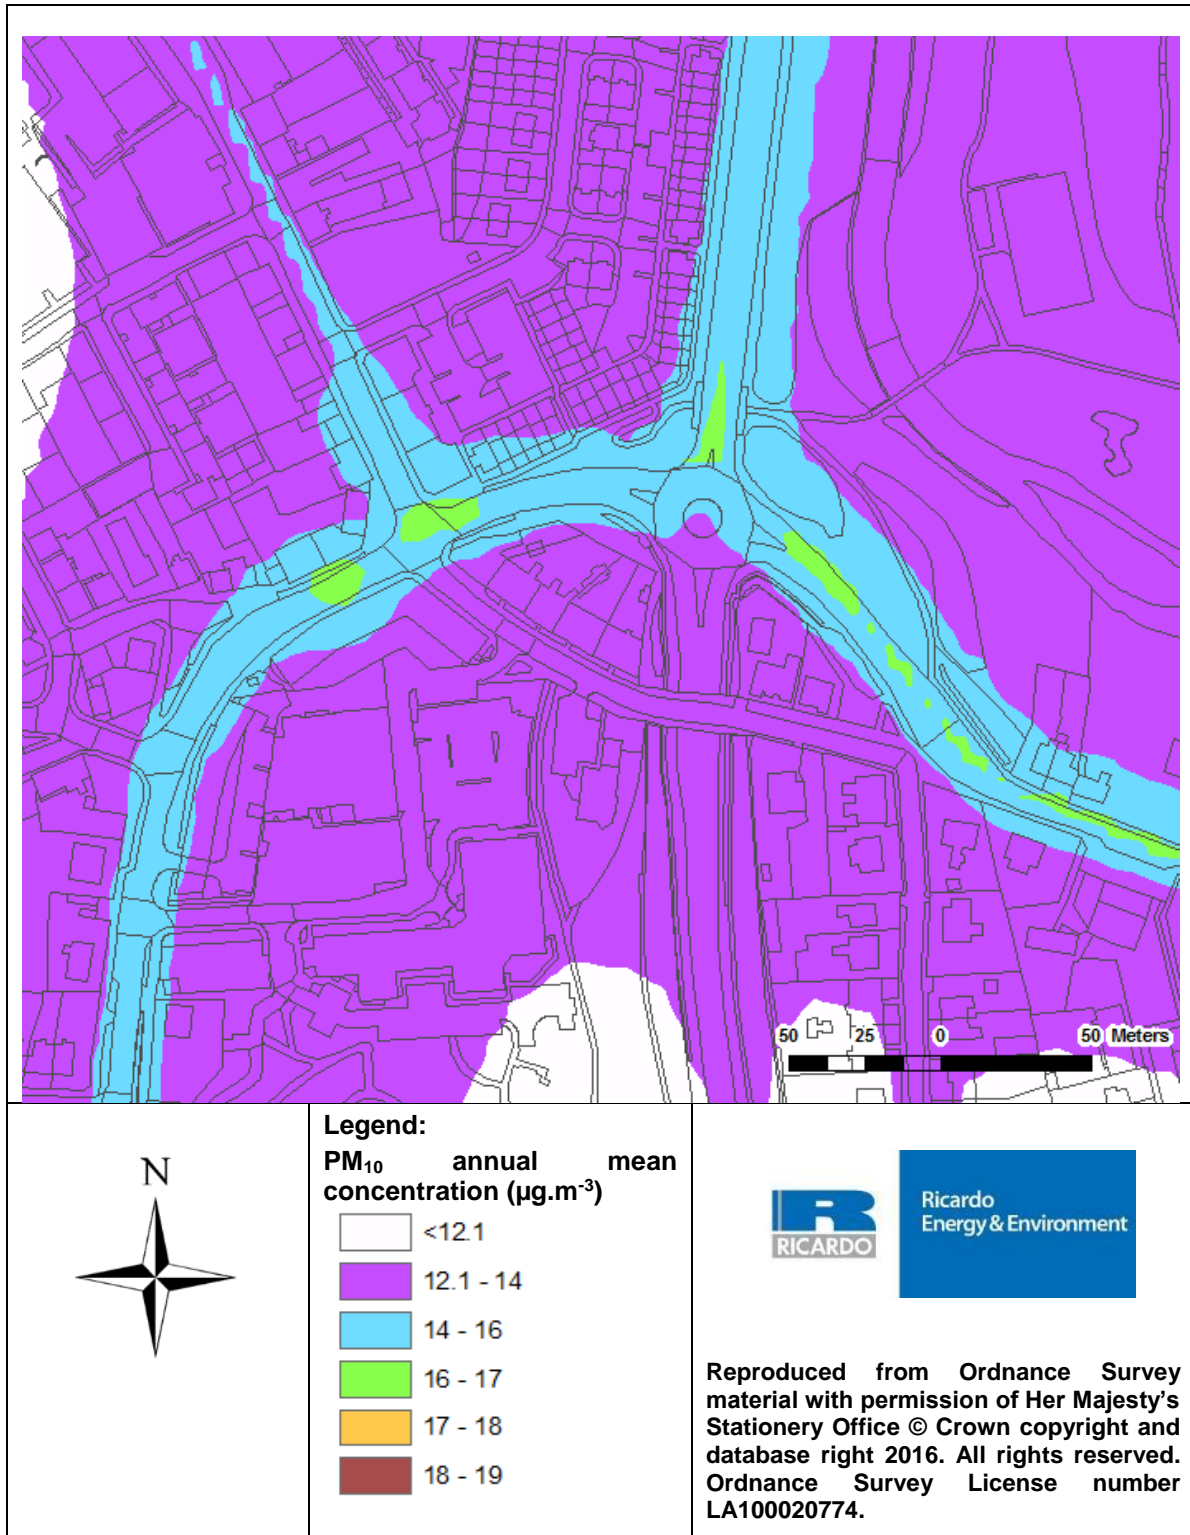 50 25 0 50 Meters
N
Legend:
PM₁₀ annual mean
concentration (µg.m⁻³)
<12.1
12.1 - 14
14 - 16
16 - 17
17 - 18
18 - 19
R
RICARDO
Ricardo
Energy & Environment
Reproduced from Ordnance Survey
material with permission of Her Majesty's
Stationery Office © Crown copyright and
database right 2016. All rights reserved.
Ordnance Survey License number
LA100020774.